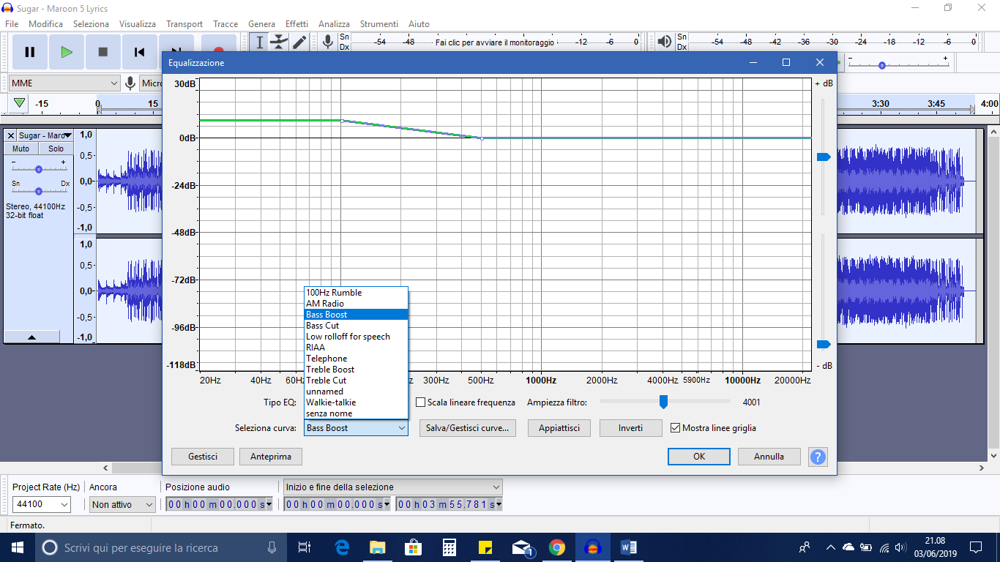 Sugar - Maroon 5 Lyrics
File Modifica Seleziona Visualizza Transport Tracce Genera Effetti Analizza Strumenti Aiuto
Sn Dx -54 -48 Fai clic per avviare il monitoraggio -12 -6 0
Sn Dx -54 -48 -42 -36 -30 -24 -18 -12 -6 0
MME
Micro
-15 0 15
3:30 3:45 4:00
Sugar - Maro
Muto Solo
- +
Sn Dx
Stereo, 44100Hz
32-bit float
1,0
0,5-
0,0-
-0,5-
-1,0
1,0
0,5-
0,0-
-0,5-
-1,0
Equalizzazione
30dB
0dB
-24dB
-48dB
-72dB
-96dB
-118dB
+ dB
- dB
20Hz 40Hz 60Hz z 300Hz 500Hz 1000Hz 2000Hz 4000Hz 5900Hz 10000Hz 20000Hz
100Hz Rumble
AM Radio
Bass Boost
Bass Cut
Low rolloff for speech
RIAA
Telephone
Treble Boost
Treble Cut
unnamed
Walkie-talkie
senza nome
Tipo EQ: Scala lineare frequenza Ampiezza filtro: 4001
Seleziona curva: Bass Boost Salva/Gestisci curve... Appiattisci Inverti Mostra linee griglia
Gestisci Anteprima OK Annulla ?
Project Rate (Hz) Ancora Posizione audio Inizio e fine della selezione
44100 Non attivo 00 h 00 m 00.000 s 00 h 00 m 00.000 s 00 h 03 m 55.781 s
Fermato.
Scrivi qui per eseguire la ricerca
1
21.08
03/06/2019